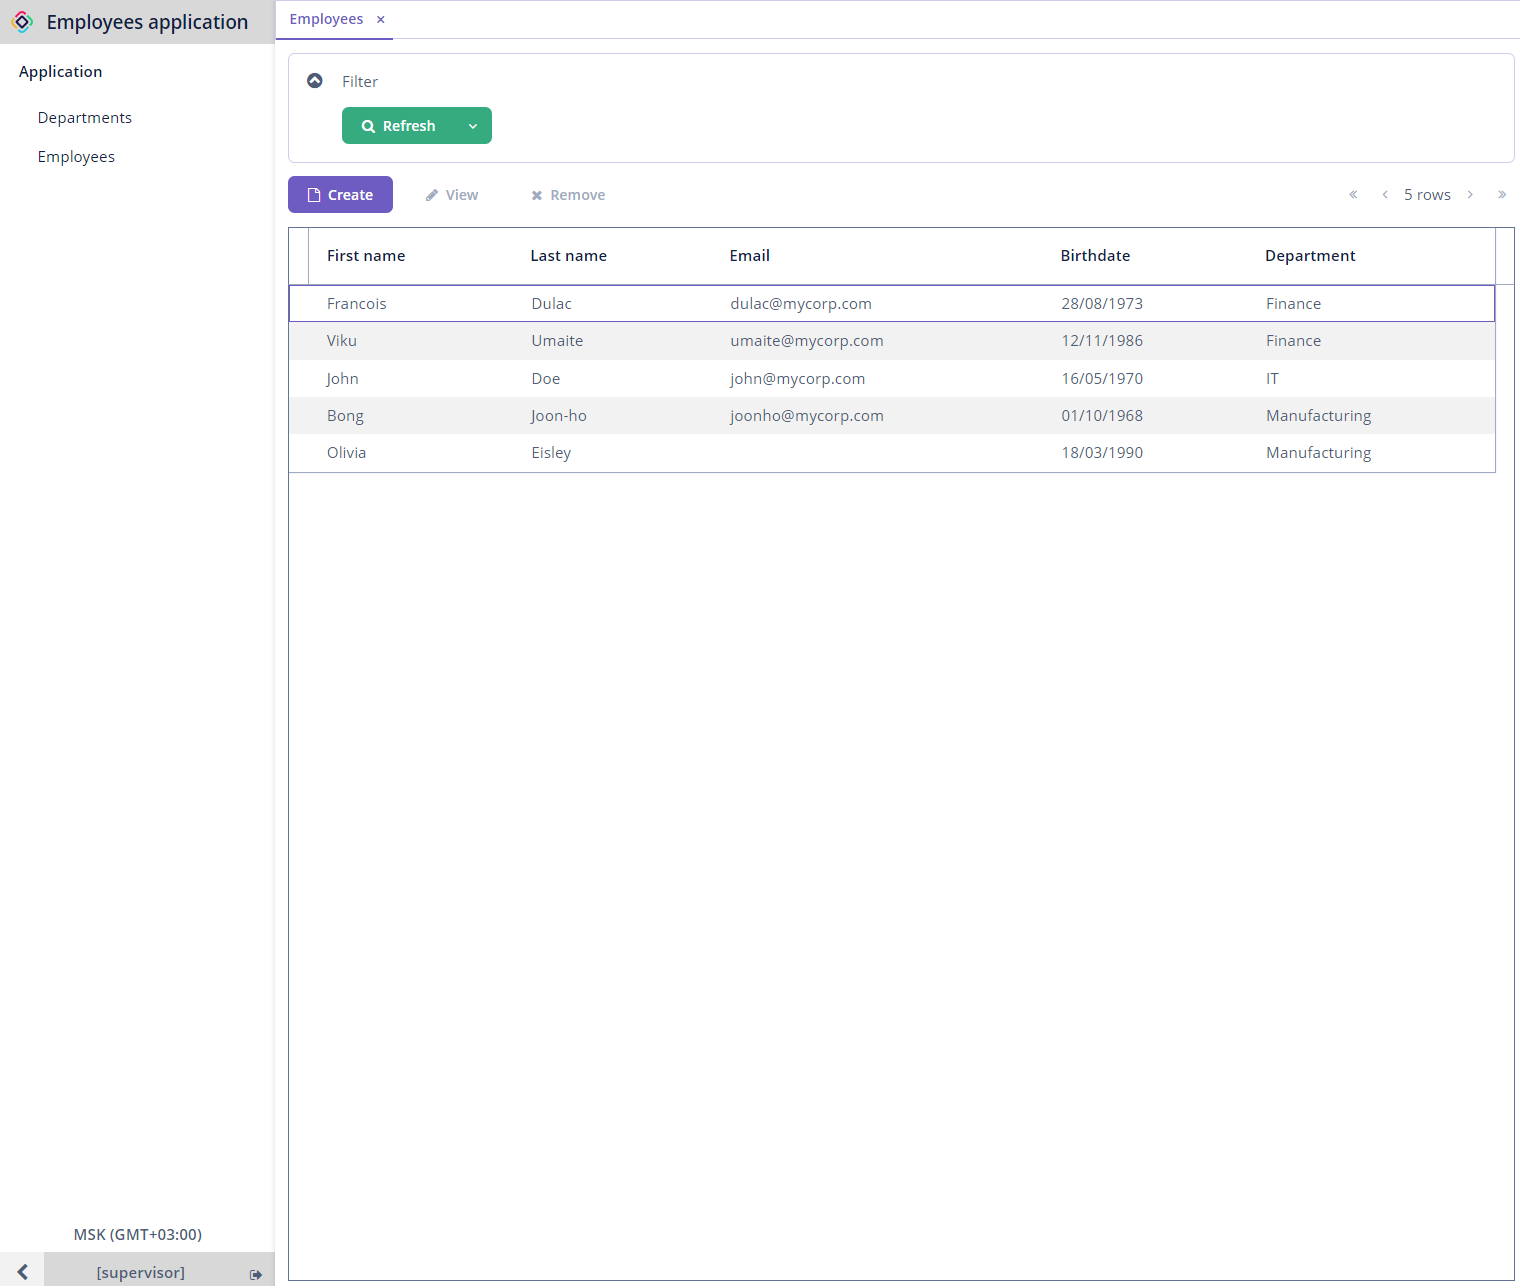 Employees application
Application
Departments
Employees
MSK (GMT+03:00)
[supervisor]
Employees ×
Filter
Refresh
Create View Remove
« ‹ 5 rows › »
First name Last name Email Birthdate Department
Francois Dulac dulac@mycorp.com 28/08/1973 Finance
Viku Umaite umaite@mycorp.com 12/11/1986 Finance
John Doe john@mycorp.com 16/05/1970 IT
Bong Joon-ho joonho@mycorp.com 01/10/1968 Manufacturing
Olivia Eisley 18/03/1990 Manufacturing